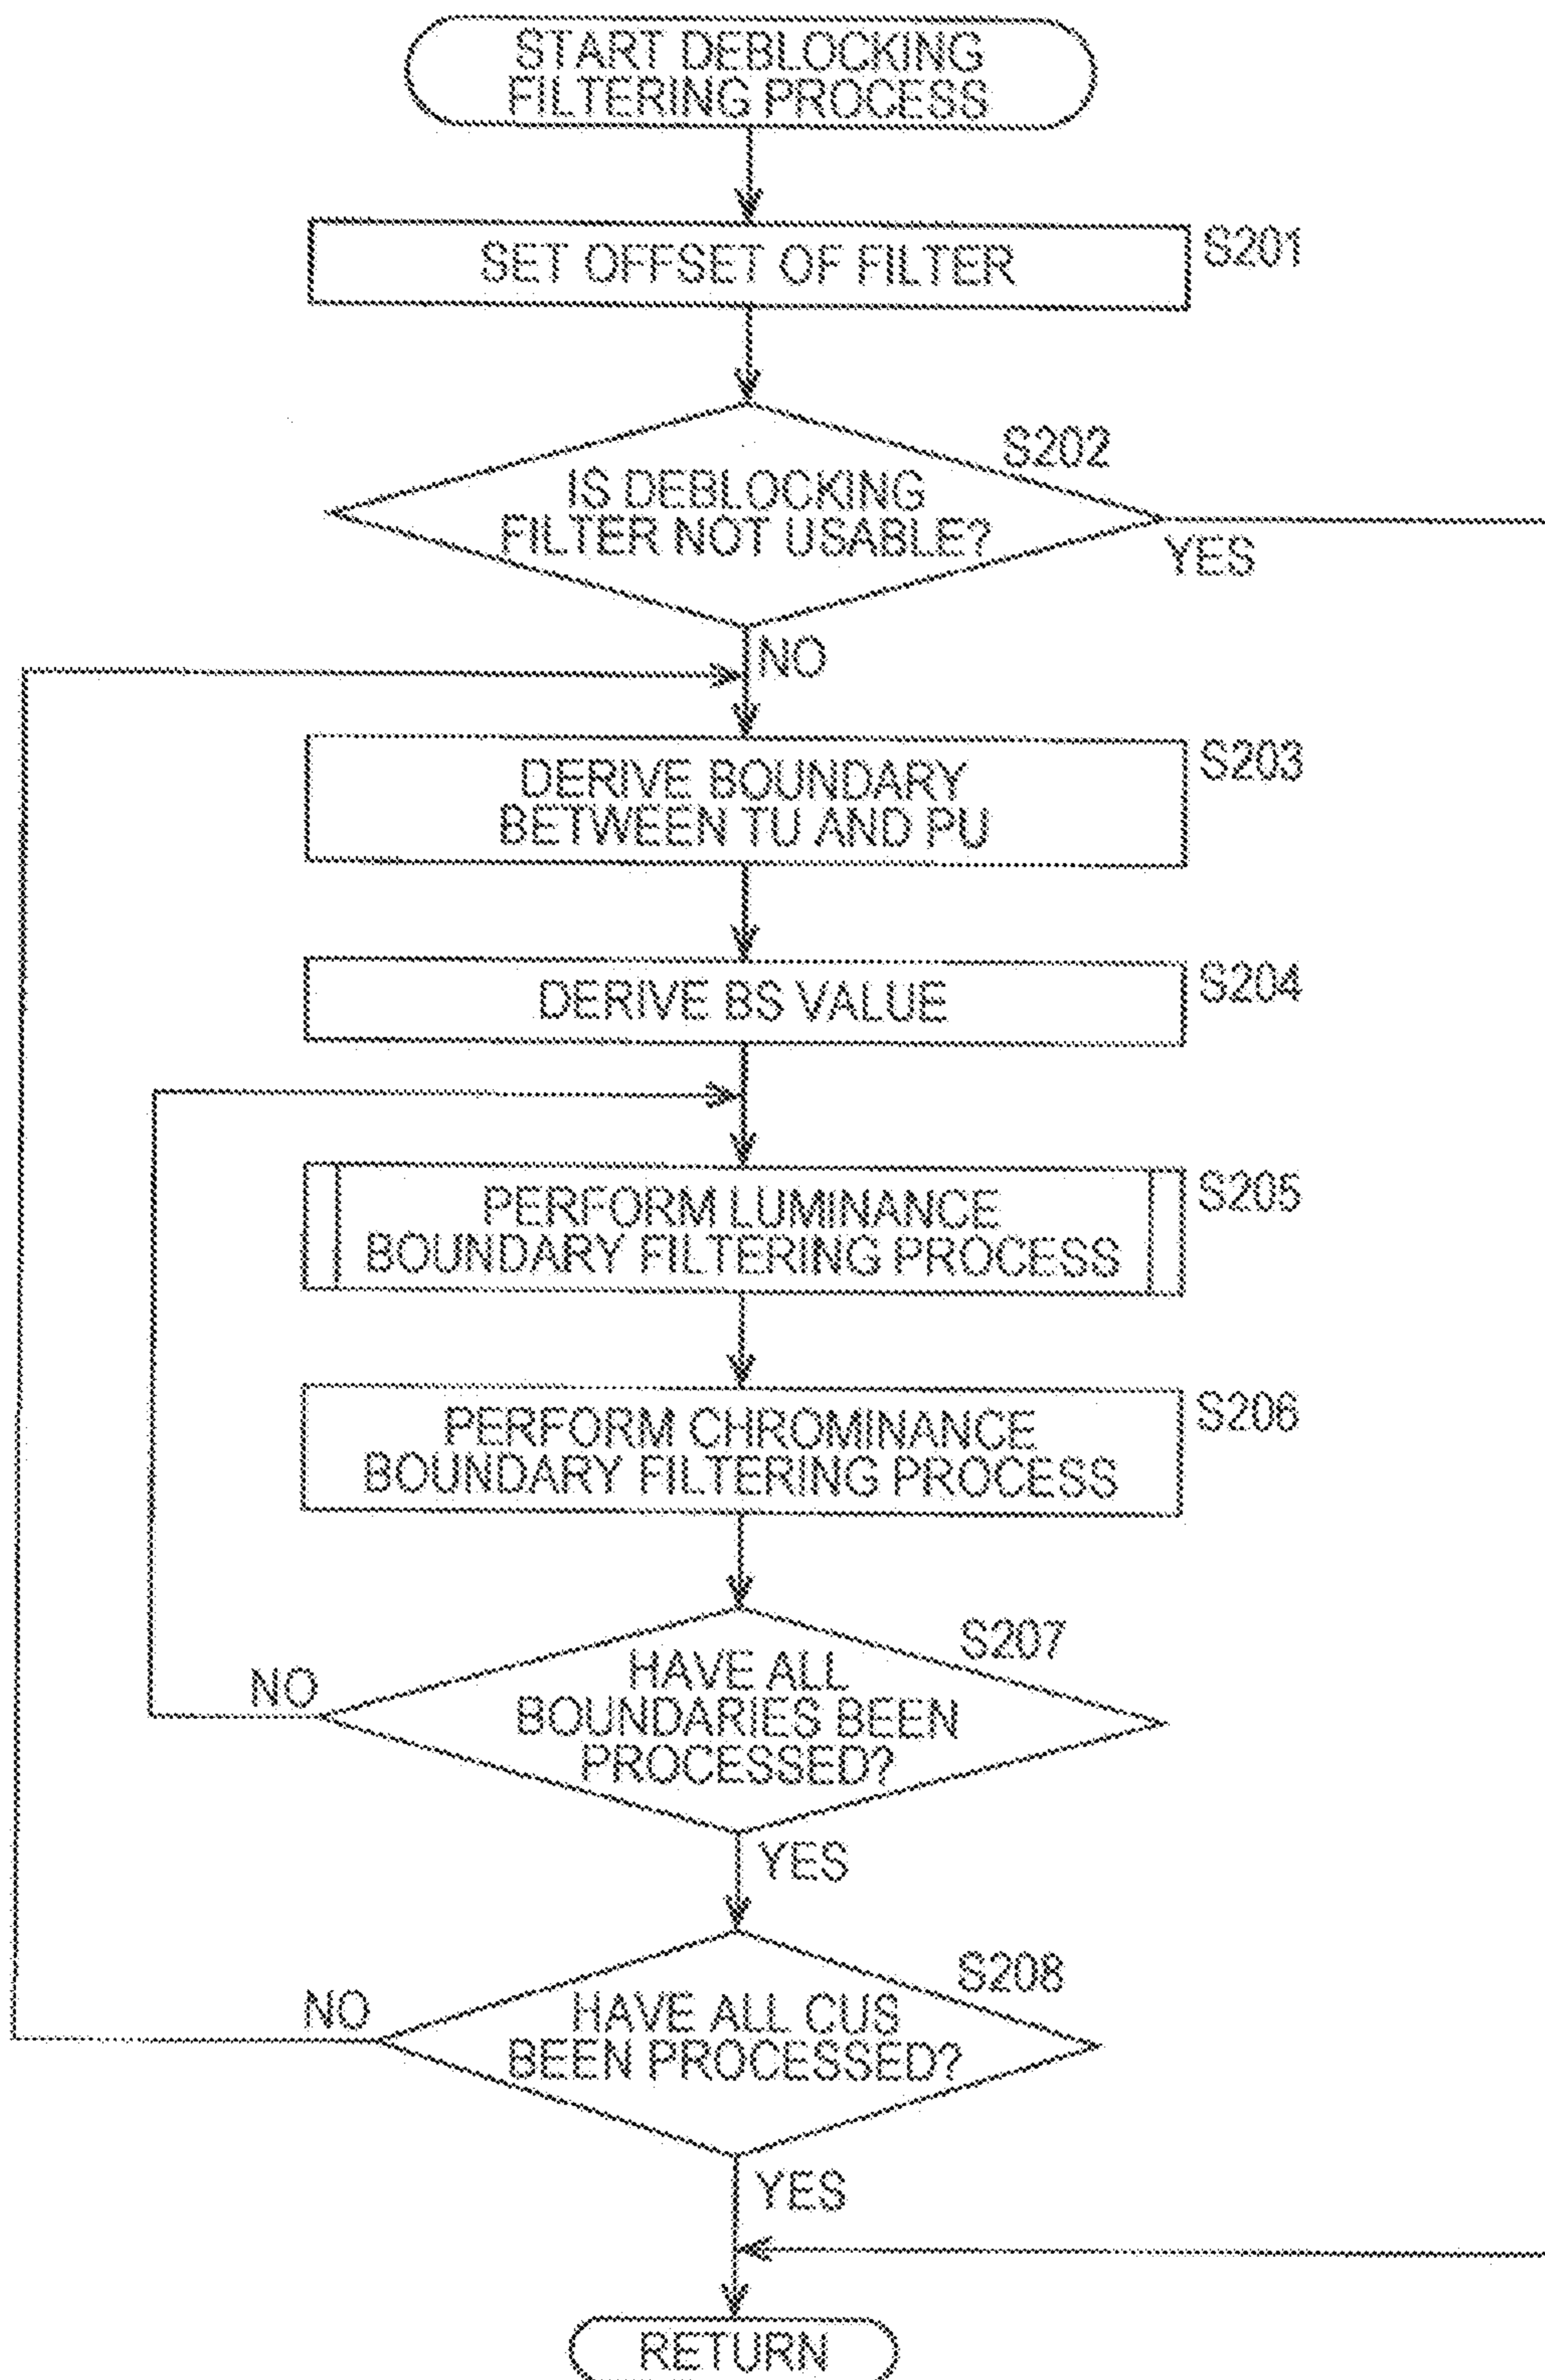 START DEBLOCKING
FILTERING PROCESS
SET OFFSET OF FILTER
S201
S202
IS DEBLOCKING
FILTER NOT USABLE?
YES
NO
DERIVE BOUNDARY
BETWEEN TU AND PU
S203
DERIVE BS VALUE
S204
PERFORM LUMINANCE
BOUNDARY FILTERING PROCESS
S205
PERFORM CHROMINANCE
BOUNDARY FILTERING PROCESS
S206
S207
HAVE ALL
BOUNDARIES BEEN
PROCESSED?
NO
YES
S208
HAVE ALL CUS
BEEN PROCESSED?
NO
YES
RETURN